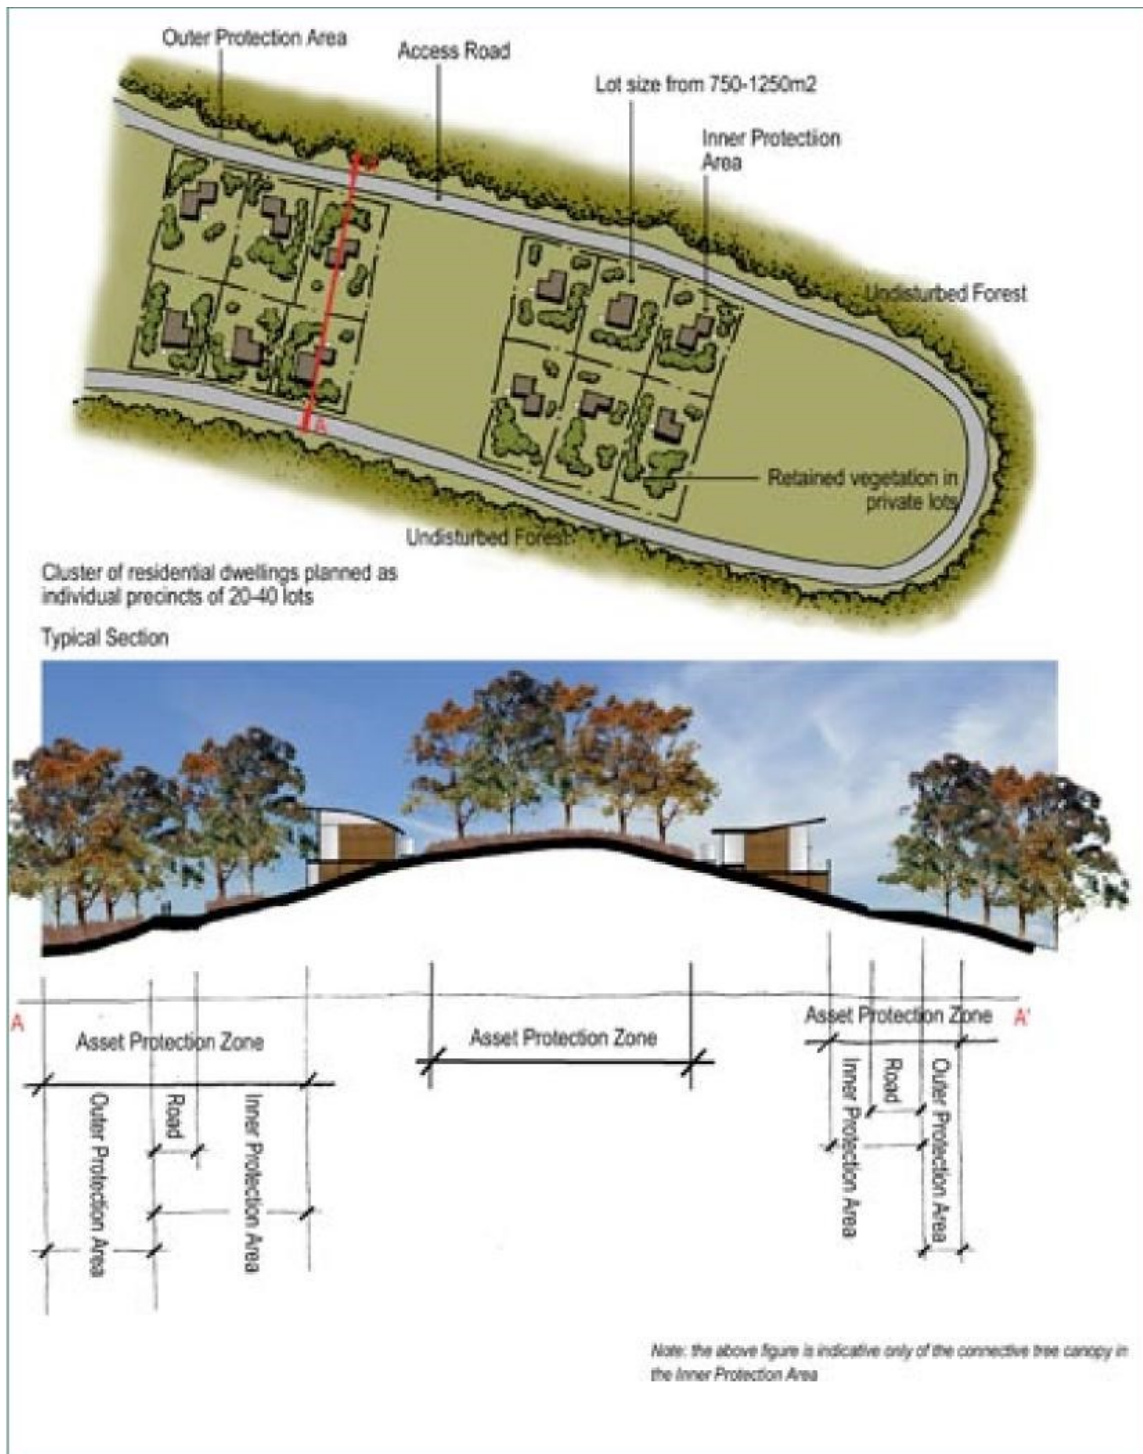 Outer Protection Area
Access Road
Lot size from 750-1250m2
Inner Protection
Area
Undisturbed Forest
A
Retained vegetation in
private lots
Undisturbed Forest
Cluster of residential dwellings planned as
individual precincts of 20-40 lots
Typical Section
A
Asset Protection Zone
Asset Protection Zone
Asset Protection Zone
A'
Outer Protection Area
Road
Inner Protection Area
Inner Protection Area
Road
Outer Protection Area
Note: the above figure is indicative only of the connective tree canopy in
the Inner Protection Area